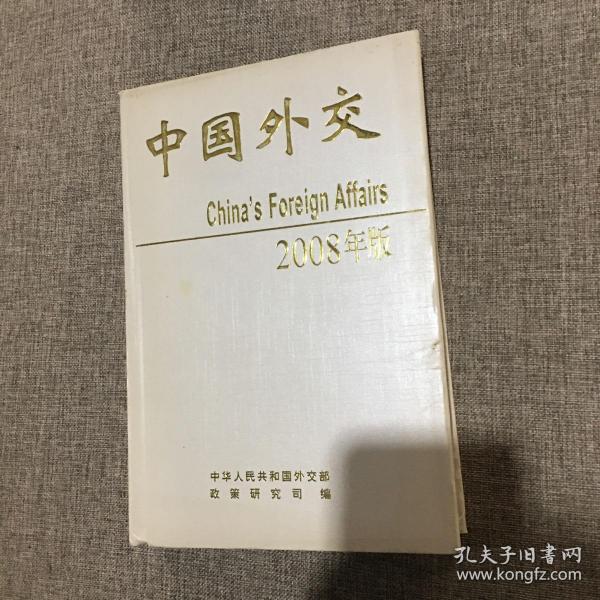 中国外交
China's Foreign Affairs
2008年版
中华人民共和国外交部
政策研究司 编
孔夫子旧书网
www.kongfz.com